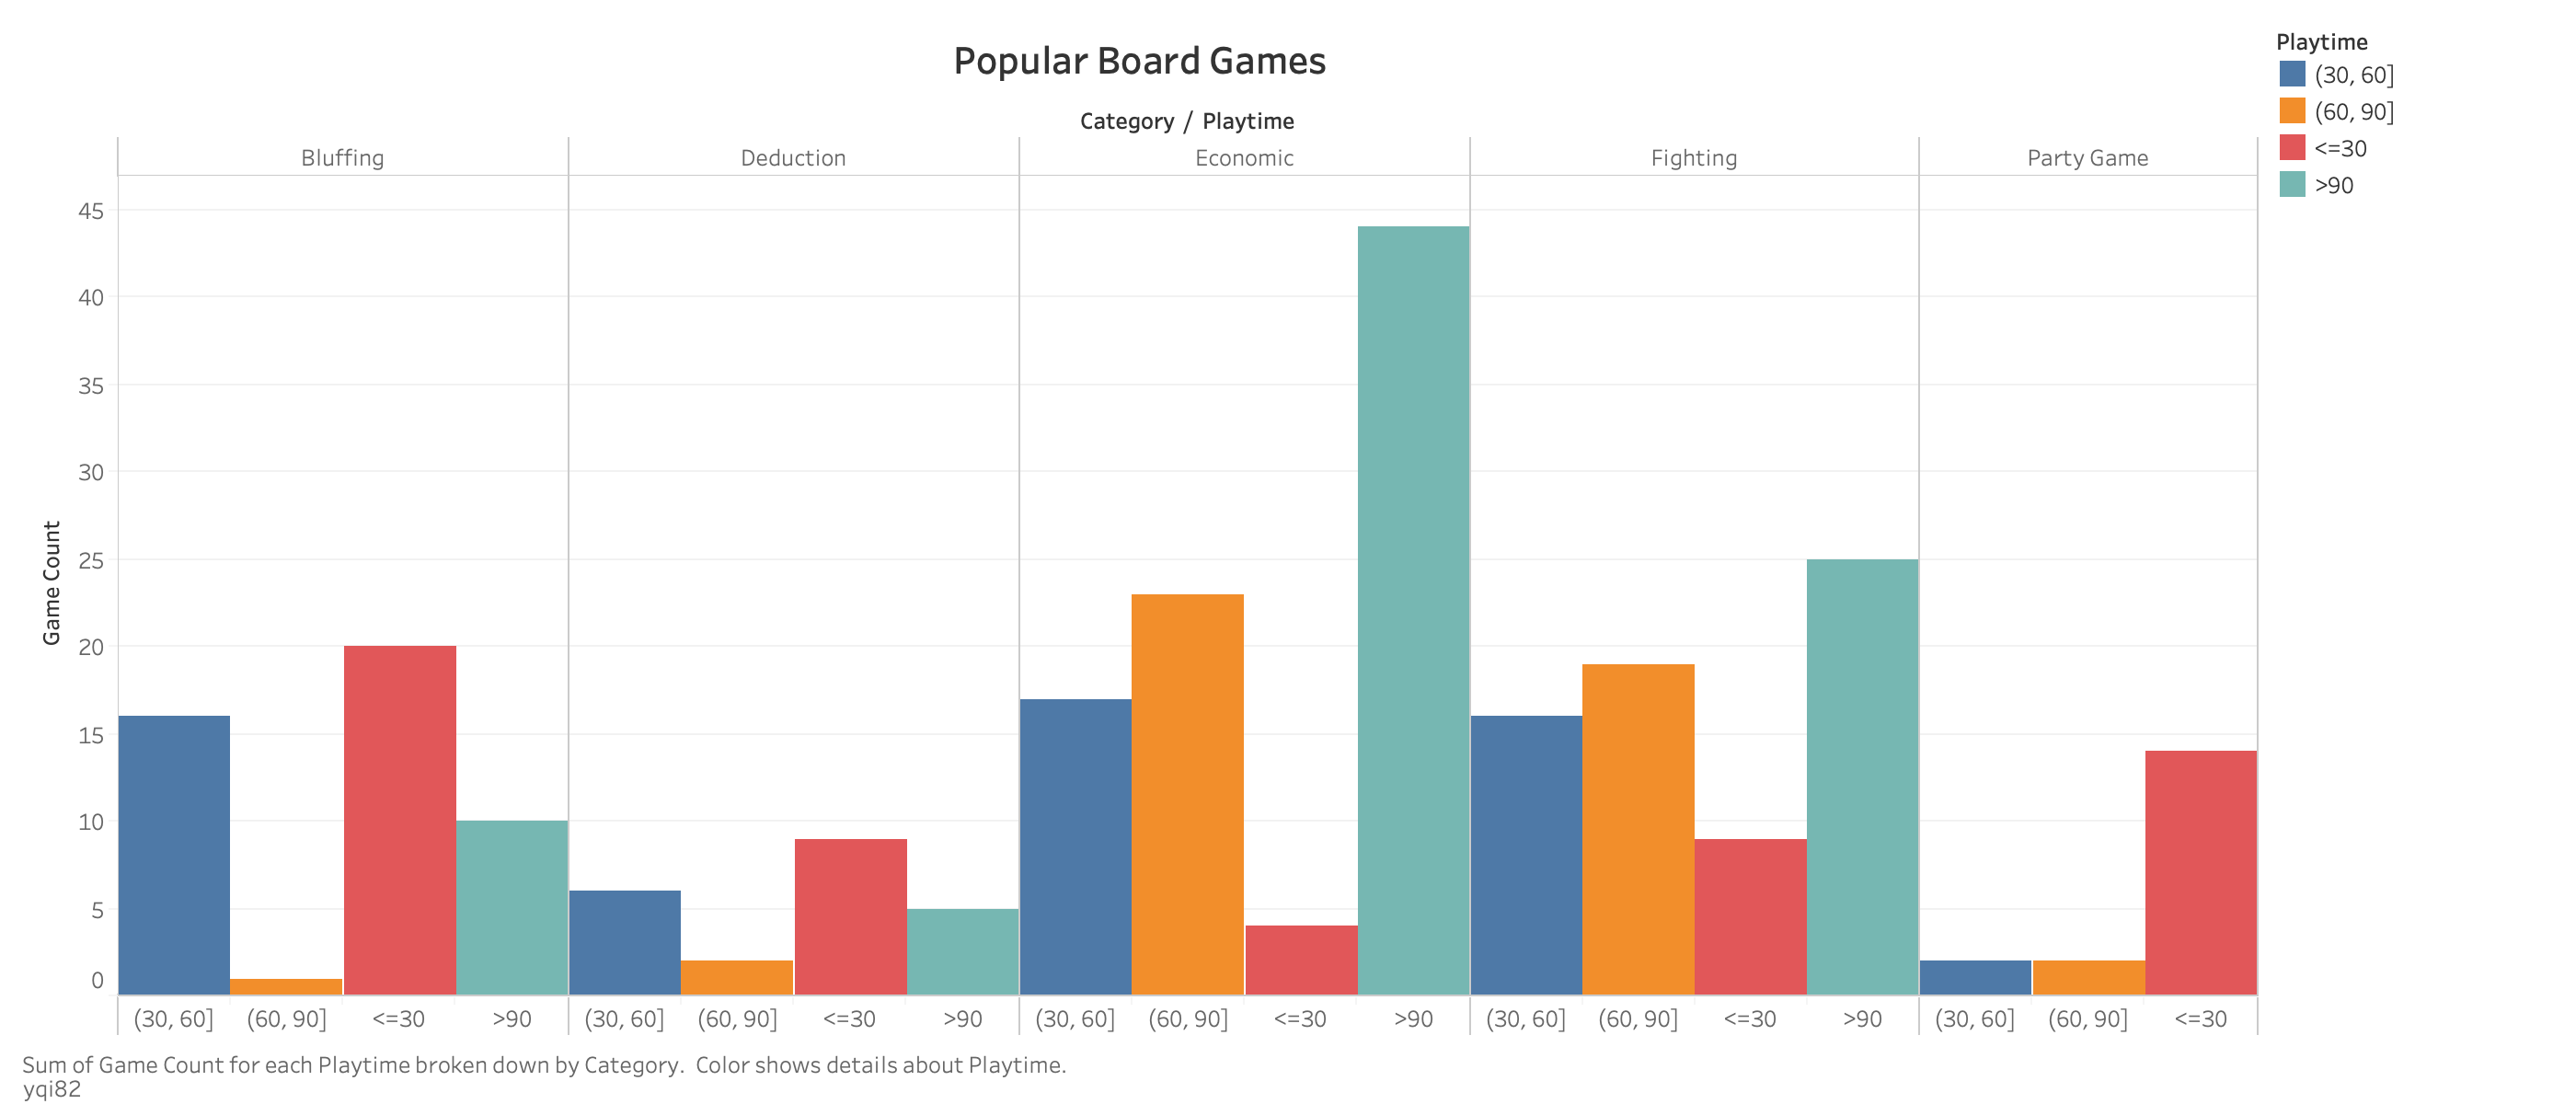 Popular Board Games
Playtime
(30, 60]
(60, 90]
<=30
>90
Category / Playtime
Bluffing Deduction Economic Fighting Party Game
Game Count
45
40
35
30
25
20
15
10
5
0
(30, 60] (60, 90] <=30 >90 (30, 60] (60, 90] <=30 >90 (30, 60] (60, 90] <=30 >90 (30, 60] (60, 90] <=30 >90 (30, 60] (60, 90] <=30
Sum of Game Count for each Playtime broken down by Category.  Color shows details about Playtime.
yqi82